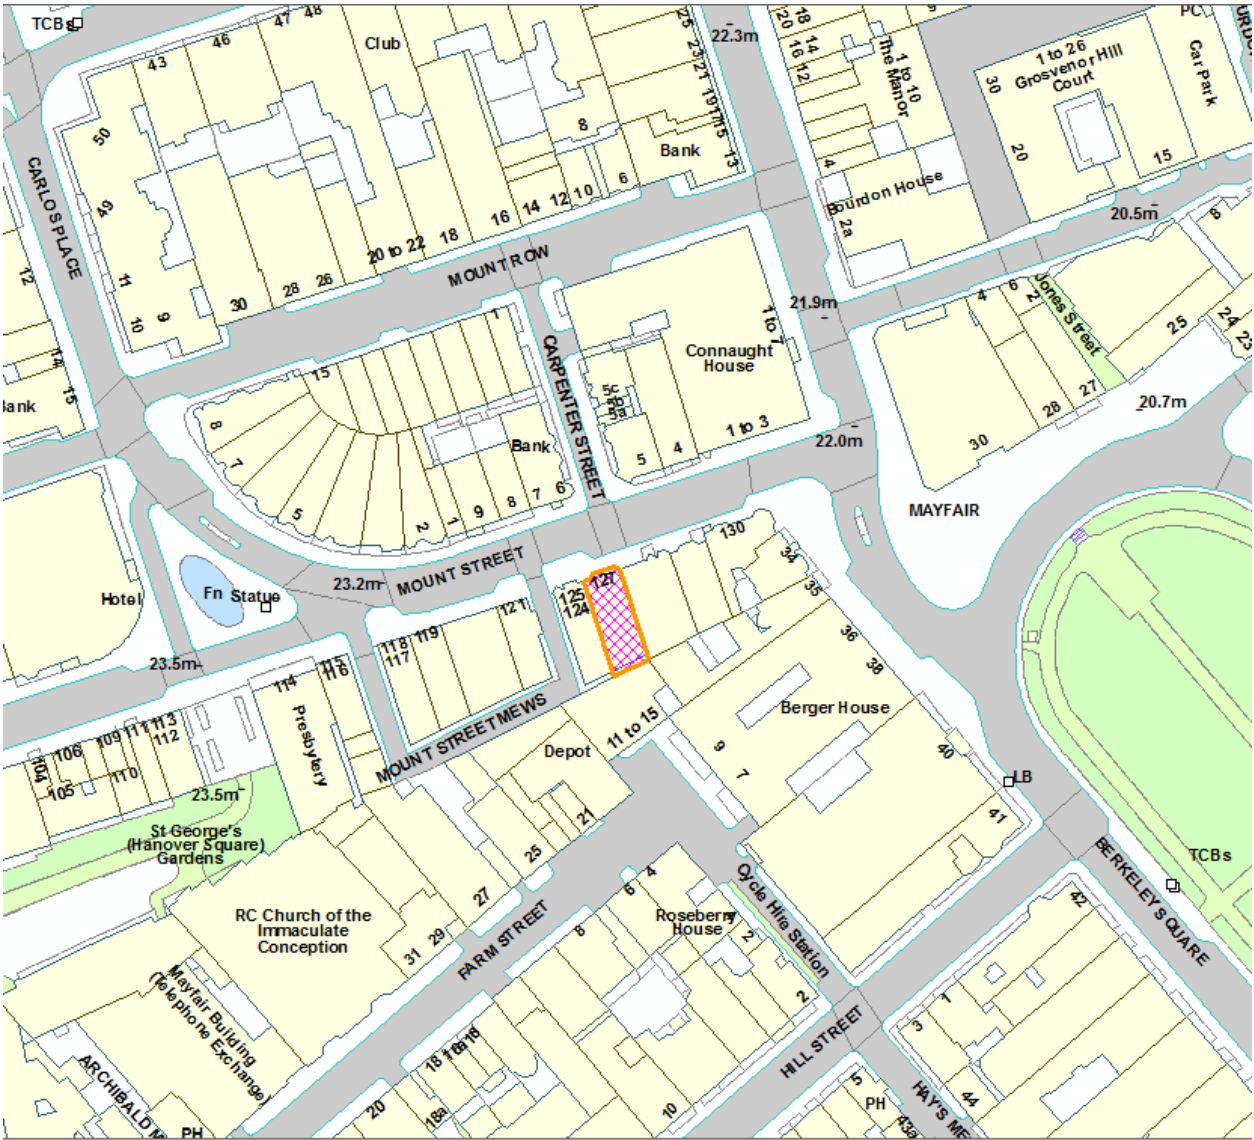 TCBs
47
48
46
43
Club
25
23
21
19
17
15
13
22.3m
18
20
14
16
12
1 to 10
The Manor
PC
1 to 26
Grosvenor Hill
Court
30
20
15
Car Park
50
49
8
Bank
6
10
12
14
16
18
20 to 22
26
28
30
4
Bourdon House
2a
20.5m
8
CARLOS PLACE
12
11
10
9
MOUNT ROW
14
15
15
1
CARPENTER STREET
Connaught
House
1 to 7
21.9m
4
6
2
Jones Street
25
24
23
5c
5a
8
7
5
Bank
2
1
9
8
7
6
5
4
1 to 3
22.0m
27
28
30
20.7m
MAYFAIR
Hotel
Fn
Statue
23.2m
MOUNT STREET
130
34
35
127
125
124
121
119
118
117
36
38
23.5m
115
116
114
Presbytery
113
112
111
109
110
106
105
104
MOUNT STREET MEWS
11 to 15
Depot
9
7
Berger House
40
41
LB
23.5m
St George's
(Hanover Square)
Gardens
21
25
27
29
31
RC Church of the
Immaculate
Conception
FARM STREET
6
4
8
Roseberry
House
2
2
Cycle Hire Station
BERKELEY SQUARE
TCBs
42
Mayfair Building
(Telephone Exchange)
ARCHIBALD M
PH
18
16a
16
18a
20
10
HILL STREET
1
3
5
PH
43a
44
HAY'S ME